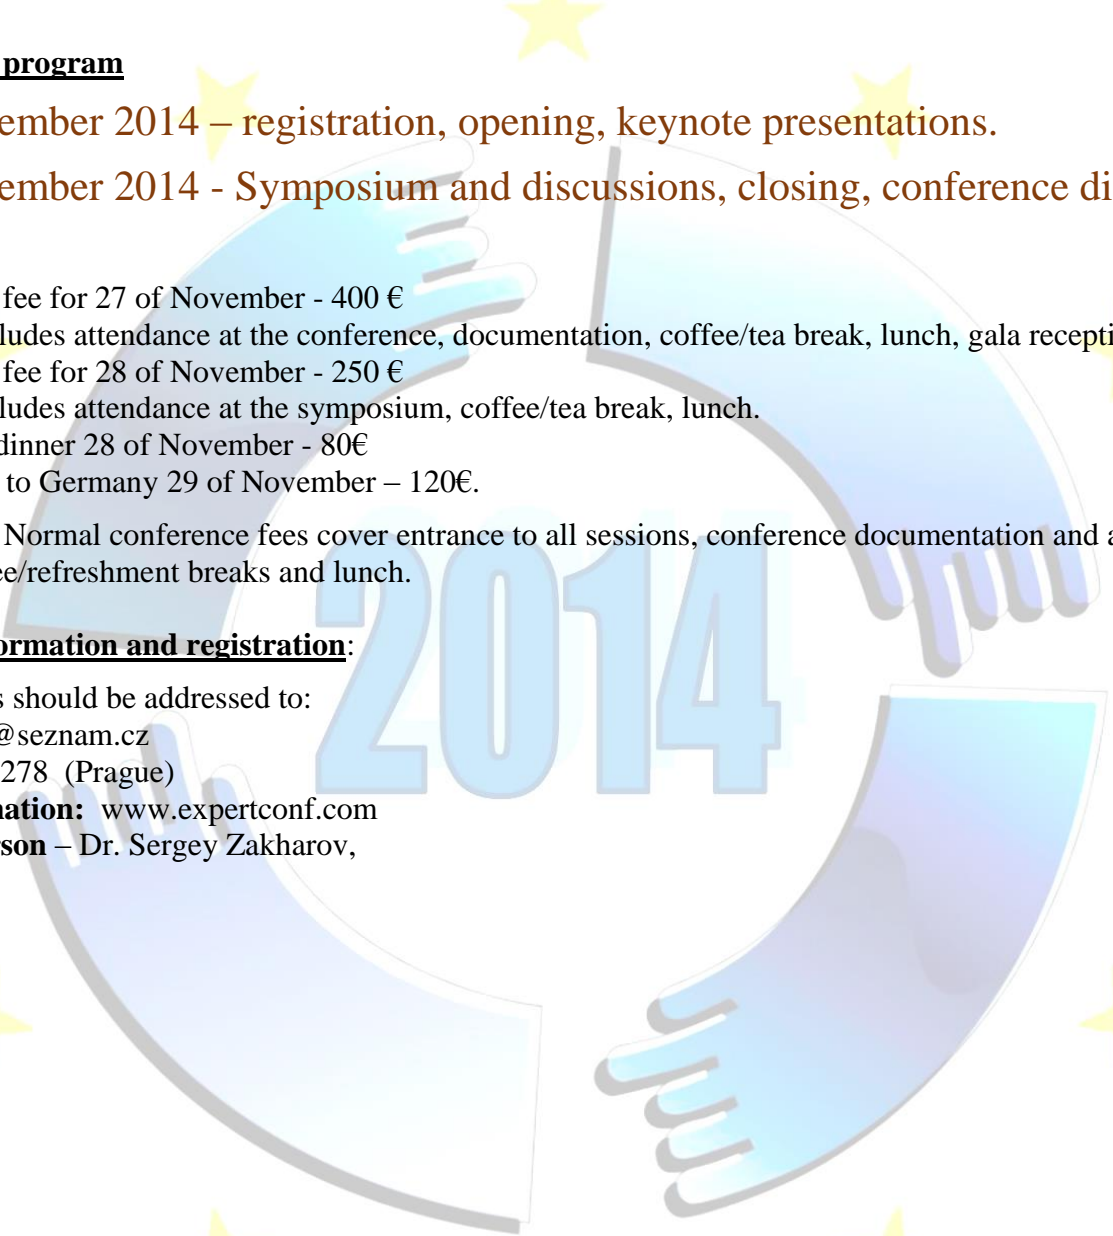 program
ember 2014 – registration, opening, keynote presentations.
ember 2014 - Symposium and discussions, closing, conference di
fee for 27 of November - 400 €
ludes attendance at the conference, documentation, coffee/tea break, lunch, gala recepti
fee for 28 of November - 250 €
ludes attendance at the symposium, coffee/tea break, lunch.
dinner 28 of November - 80€
to Germany 29 of November – 120€.
Normal conference fees cover entrance to all sessions, conference documentation and a
ee/refreshment breaks and lunch.
ormation and registration:
s should be addressed to:
@seznam.cz
278 (Prague)
nation: www.expertconf.com
rson – Dr. Sergey Zakharov,
2014